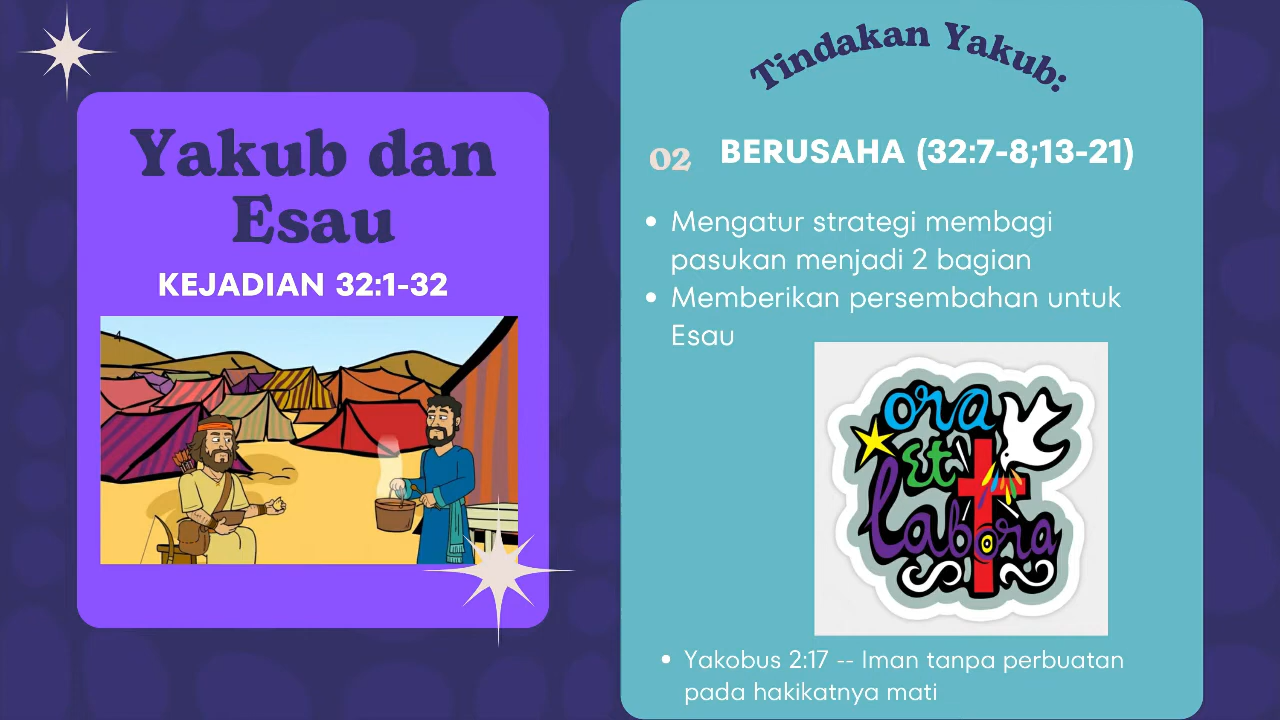 Yakub dan
Esau
KEJADIAN 32:1-32
4
Tindakan Yakub:
02 BERUSAHA (32:7-8;13-21)
• Mengatur strategi membagi
pasukan menjadi 2 bagian
• Memberikan persembahan untuk
Esau
ora
et
labora
• Yakobus 2:17 -- Iman tanpa perbuatan
pada hakikatnya mati